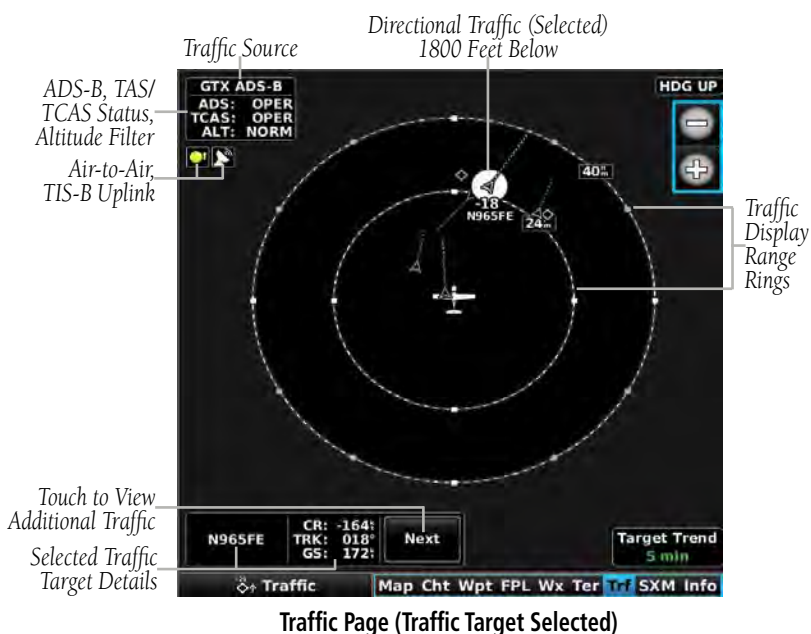 Directional Traffic (Selected)
1800 Feet Below
Traffic Source
ADS-B, TAS/
TCAS Status,
Altitude Filter
Air-to-Air,
TIS-B Uplink
GTX ADS-B
ADS: OPER
TCAS: OPER
ALT: NORM
HDG UP
40
-18
N965FE
24
Traffic
Display
Range
Rings
Touch to View
Additional Traffic
Selected Traffic
Target Details
N965FE
CR: -164
TRK: 018°
GS: 172
Next
Target Trend
5 min
Traffic
Map Cht Wpt FPL Wx Ter Trf SXM Info
Traffic Page (Traffic Target Selected)